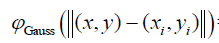 φ_Gauss(‖(x, y) − (x_i, y_i)‖)=